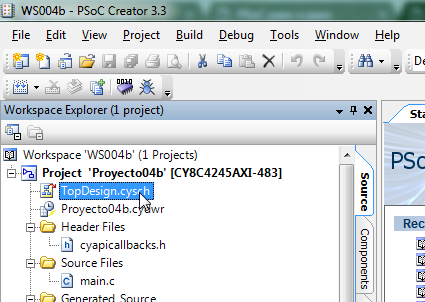 WS004b - PSoC Creator 3.3
File Edit View Project Build Debug Tools Window Help
Workspace Explorer (1 project)
Workspace 'WS004b' (1 Projects)
Project 'Proyecto04b' [CY8C4245AXI-483]
TopDesign.cysch
Proyecto04b.cydwr
Header Files
cyapicallbacks.h
Source Files
main.c
Generated_Source
Source
Components
PSo
Rec